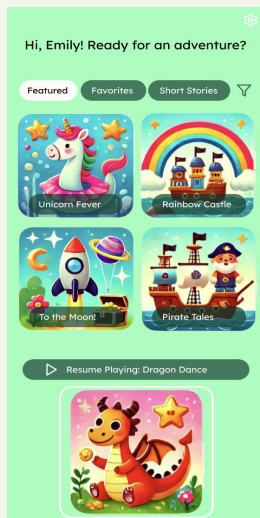 Hi, Emily! Ready for an adventure?
Featured
Favorites
Short Stories
Unicorn Fever
Rainbow Castle
To the Moon!
Pirate Tales
Resume Playing: Dragon Dance